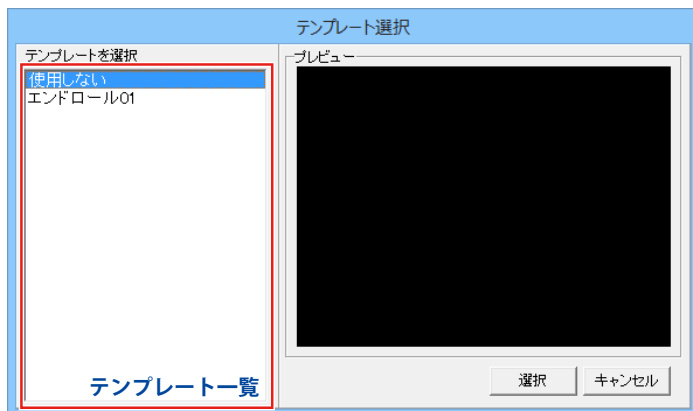 テンプレート選択
テンプレートを選択
使用しない
エンドロール01
テンプレート一覧
プレビュー
選択
キャンセル